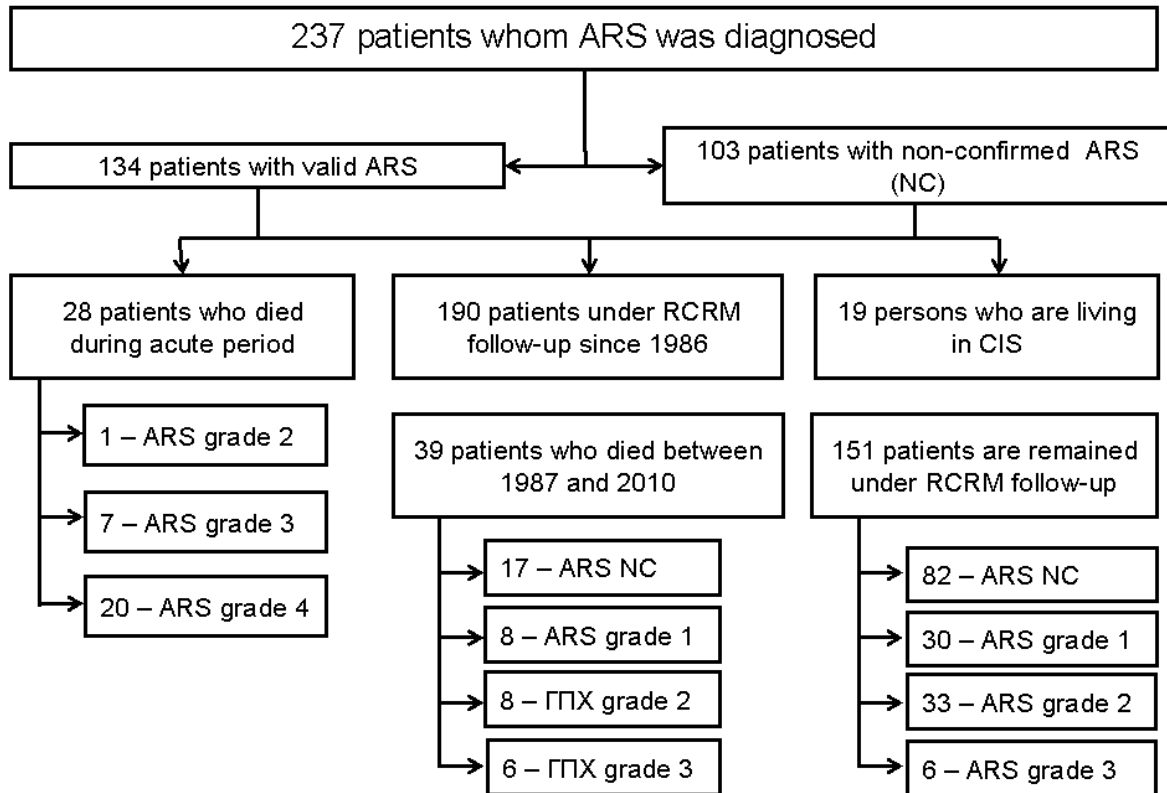 237 patients whom ARS was diagnosed
134 patients with valid ARS
103 patients with non-confirmed ARS
(NC)
28 patients who died
during acute period
190 patients under RCRM
follow-up since 1986
19 persons who are living
in CIS
1 – ARS grade 2
7 – ARS grade 3
20 – ARS grade 4
39 patients who died between
1987 and 2010
17 – ARS NC
8 – ARS grade 1
8 – ГПХ grade 2
6 – ГПХ grade 3
151 patients are remained
under RCRM follow-up
82 – ARS NC
30 – ARS grade 1
33 – ARS grade 2
6 – ARS grade 3